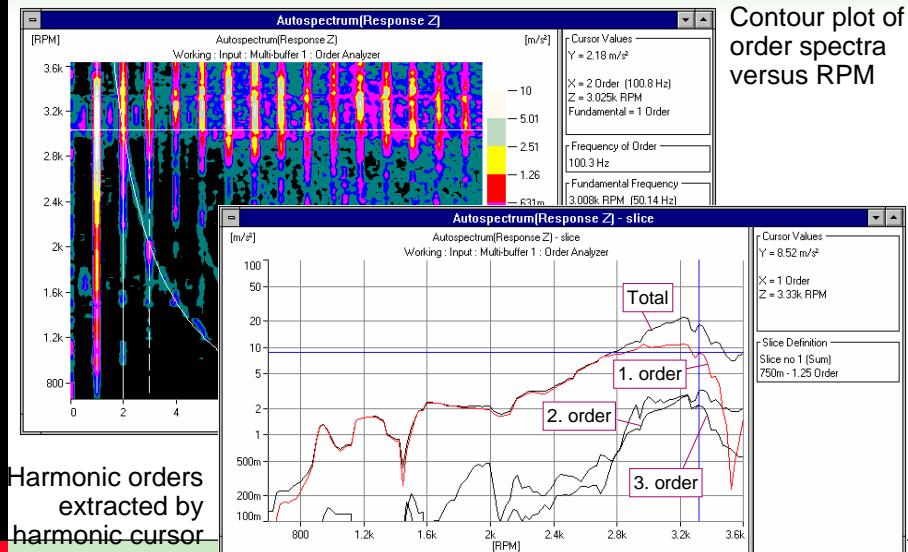 Autospectrum(Response Z)
[RPM]
Autospectrum(Response Z)
[m/s²]
Working : Input : Multi-buffer 1 : Order Analyzer
3.6k
3.2k
2.8k
2.4k
2k
1.6k
1.2k
800
0
2
4
10
5.01
2.51
1.26
631m
Cursor Values
Y = 2.18 m/s²
X = 2 Order (100.8 Hz)
Z = 3.025k RPM
Fundamental = 1 Order
Frequency of Order
100.3 Hz
Fundamental Frequency
3.008k RPM (50.14 Hz)
Contour plot of
order spectra
versus RPM
Autospectrum(Response Z) - slice
[m/s²]
Autospectrum(Response Z) - slice
Working : Input : Multi-buffer 1 : Order Analyzer
100
50
20
10
5
2
1
500m
200m
100m
800
1.2k
1.6k
2k
2.4k
2.8k
3.2k
3.6k
[RPM]
Total
1. order
2. order
3. order
Cursor Values
Y = 8.52 m/s²
X = 1 Order
Z = 3.33k RPM
Slice Definition
Slice no 1 (Sum)
750m - 1.25 Order
Harmonic orders
extracted by
harmonic cursor